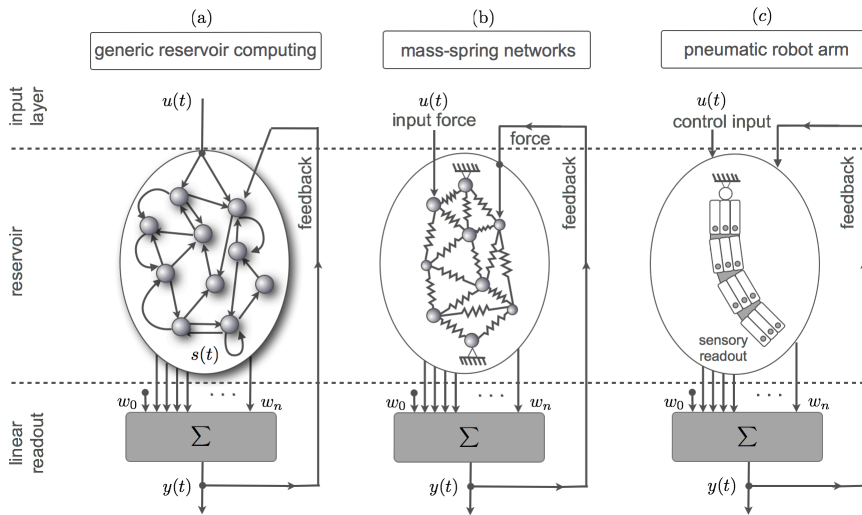 (a)
(b)
(c)
generic reservoir computing
mass-spring networks
pneumatic robot arm
input
layer
u(t)
u(t)
input force
force
u(t)
control input
feedback
feedback
feedback
reservoir
s(t)
sensory
readout
w₀
· · ·
wₙ
w₀
· · ·
wₙ
w₀
· · ·
wₙ
linear
readout
Σ
Σ
Σ
y(t)
y(t)
y(t)